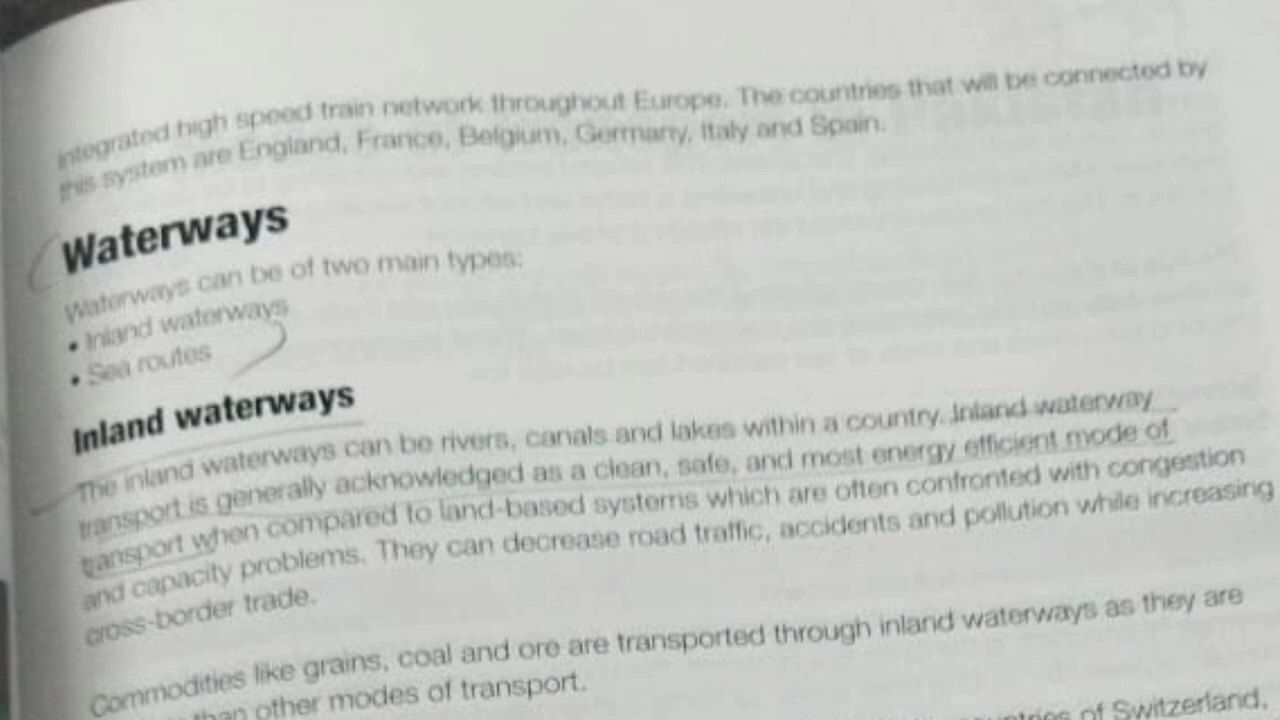 integrated high speed train network throughout Europe. The countries that will be connected by
this system are England, France, Belgium, Germany, Italy and Spain.
Waterways
Waterways can be of two main types:
• Inland waterways
• Sea routes
Inland waterways
The inland waterways can be rivers, canals and lakes within a country. Inland waterway
transport is generally acknowledged as a clean, safe, and most energy efficient mode of
transport when compared to land-based systems which are often confronted with congestion
and capacity problems. They can decrease road traffic, accidents and pollution while increasing
cross-border trade.
Commodities like grains, coal and ore are transported through inland waterways as they are
than other modes of transport.
of Switzerland,